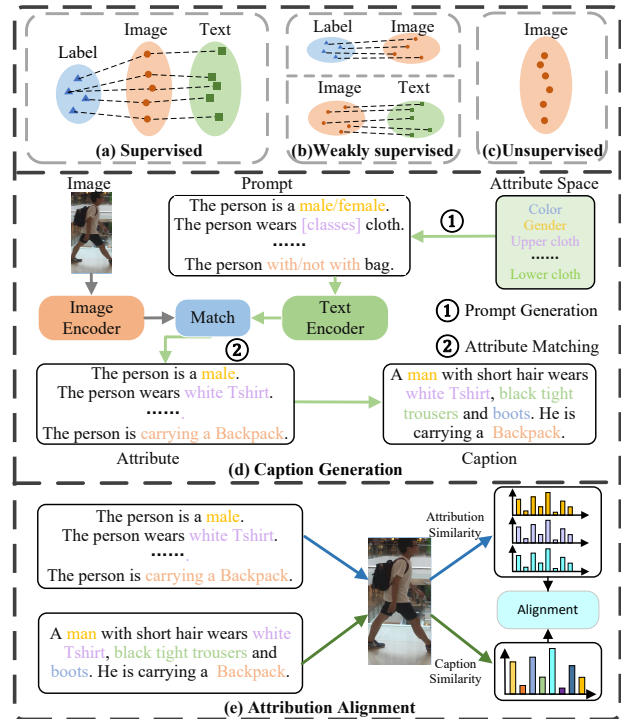 Label
Image
Text
(a) Supervised
Label
Image
Image
Text
(b)Weakly supervised
Image
(c)Unsupervised
Image
Prompt
Attribute Space
The person is a male/female.
The person wears [classes] cloth.
······
The person with/not with bag.
1
Color
Gender
Upper cloth
······
Lower cloth
Image
Encoder
Match
Text
Encoder
1 Prompt Generation
2
2 Attribute Matching
The person is a male.
The person wears white Tshirt.
······.
The person is carrying a Backpack.
Attribute
A man with short hair wears
white Tshirt, black tight
trousers and boots. He is
carrying a Backpack.
Caption
(d) Caption Generation
The person is a male.
The person wears white Tshirt.
······.
The person is carrying a Backpack.
A man with short hair wears white
Tshirt, black tight trousers and
boots. He is carrying a Backpack.
Attribution
Similarity
Caption
Similarity
Alignment
(e) Attribution Alignment